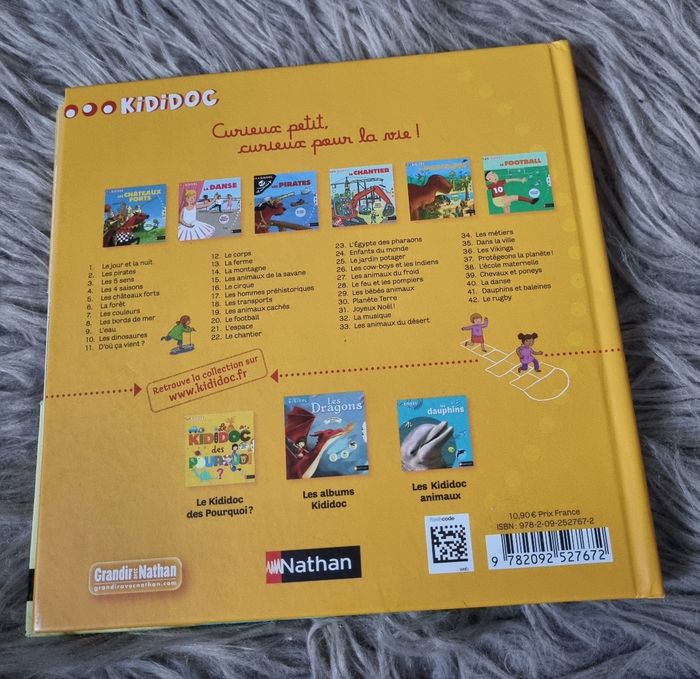 KiDiDOC
Curieux petit,
curieux pour la vie !
LES CHÂTEAUX
FORTS
LA DANSE
LES PIRATES
LE CHANTIER
LE FOOTBALL
1. Le jour et la nuit
2. Les pirates
3. Les 5 sens
4. Les 4 saisons
5. Les châteaux forts
6. La forêt
7. Les couleurs
8. Les bords de mer
9. L'eau
10. Les dinosaures
11. D'où ça vient ?
12. Le corps
13. La ferme
14. La montagne
15. Les animaux de la savane
16. Le cirque
17. Les hommes préhistoriques
18. Les transports
19. Les animaux cachés
20. Le football
21. L'espace
22. Le chantier
23. L'Égypte des pharaons
24. Enfants du monde
25. Le jardin potager
26. Les cow-boys et les Indiens
27. Les animaux du froid
28. Le feu et les pompiers
29. Les bébés animaux
30. Planète Terre
31. Joyeux Noël !
32. La musique
33. Les animaux du désert
34. Les métiers
35. Dans la ville
36. Les Vikings
37. Protégeons la planète !
38. L'école maternelle
39. Chevaux et poneys
40. La danse
41. Dauphins et baleines
42. Le rugby
Retrouve la collection sur
www.kididoc.fr
Le
KiDiDOC
des
POURQUOI
?
Les
Dragons
Les
dauphins
Le Kididoc
des Pourquoi ?
Les albums
Kididoc
Les Kididoc
animaux
Grandir avec Nathan
grandiravecnathan.com
Nathan
flashcode
web
10,90 € Prix France
ISBN : 978-2-09-252767-2
9 782092 527672